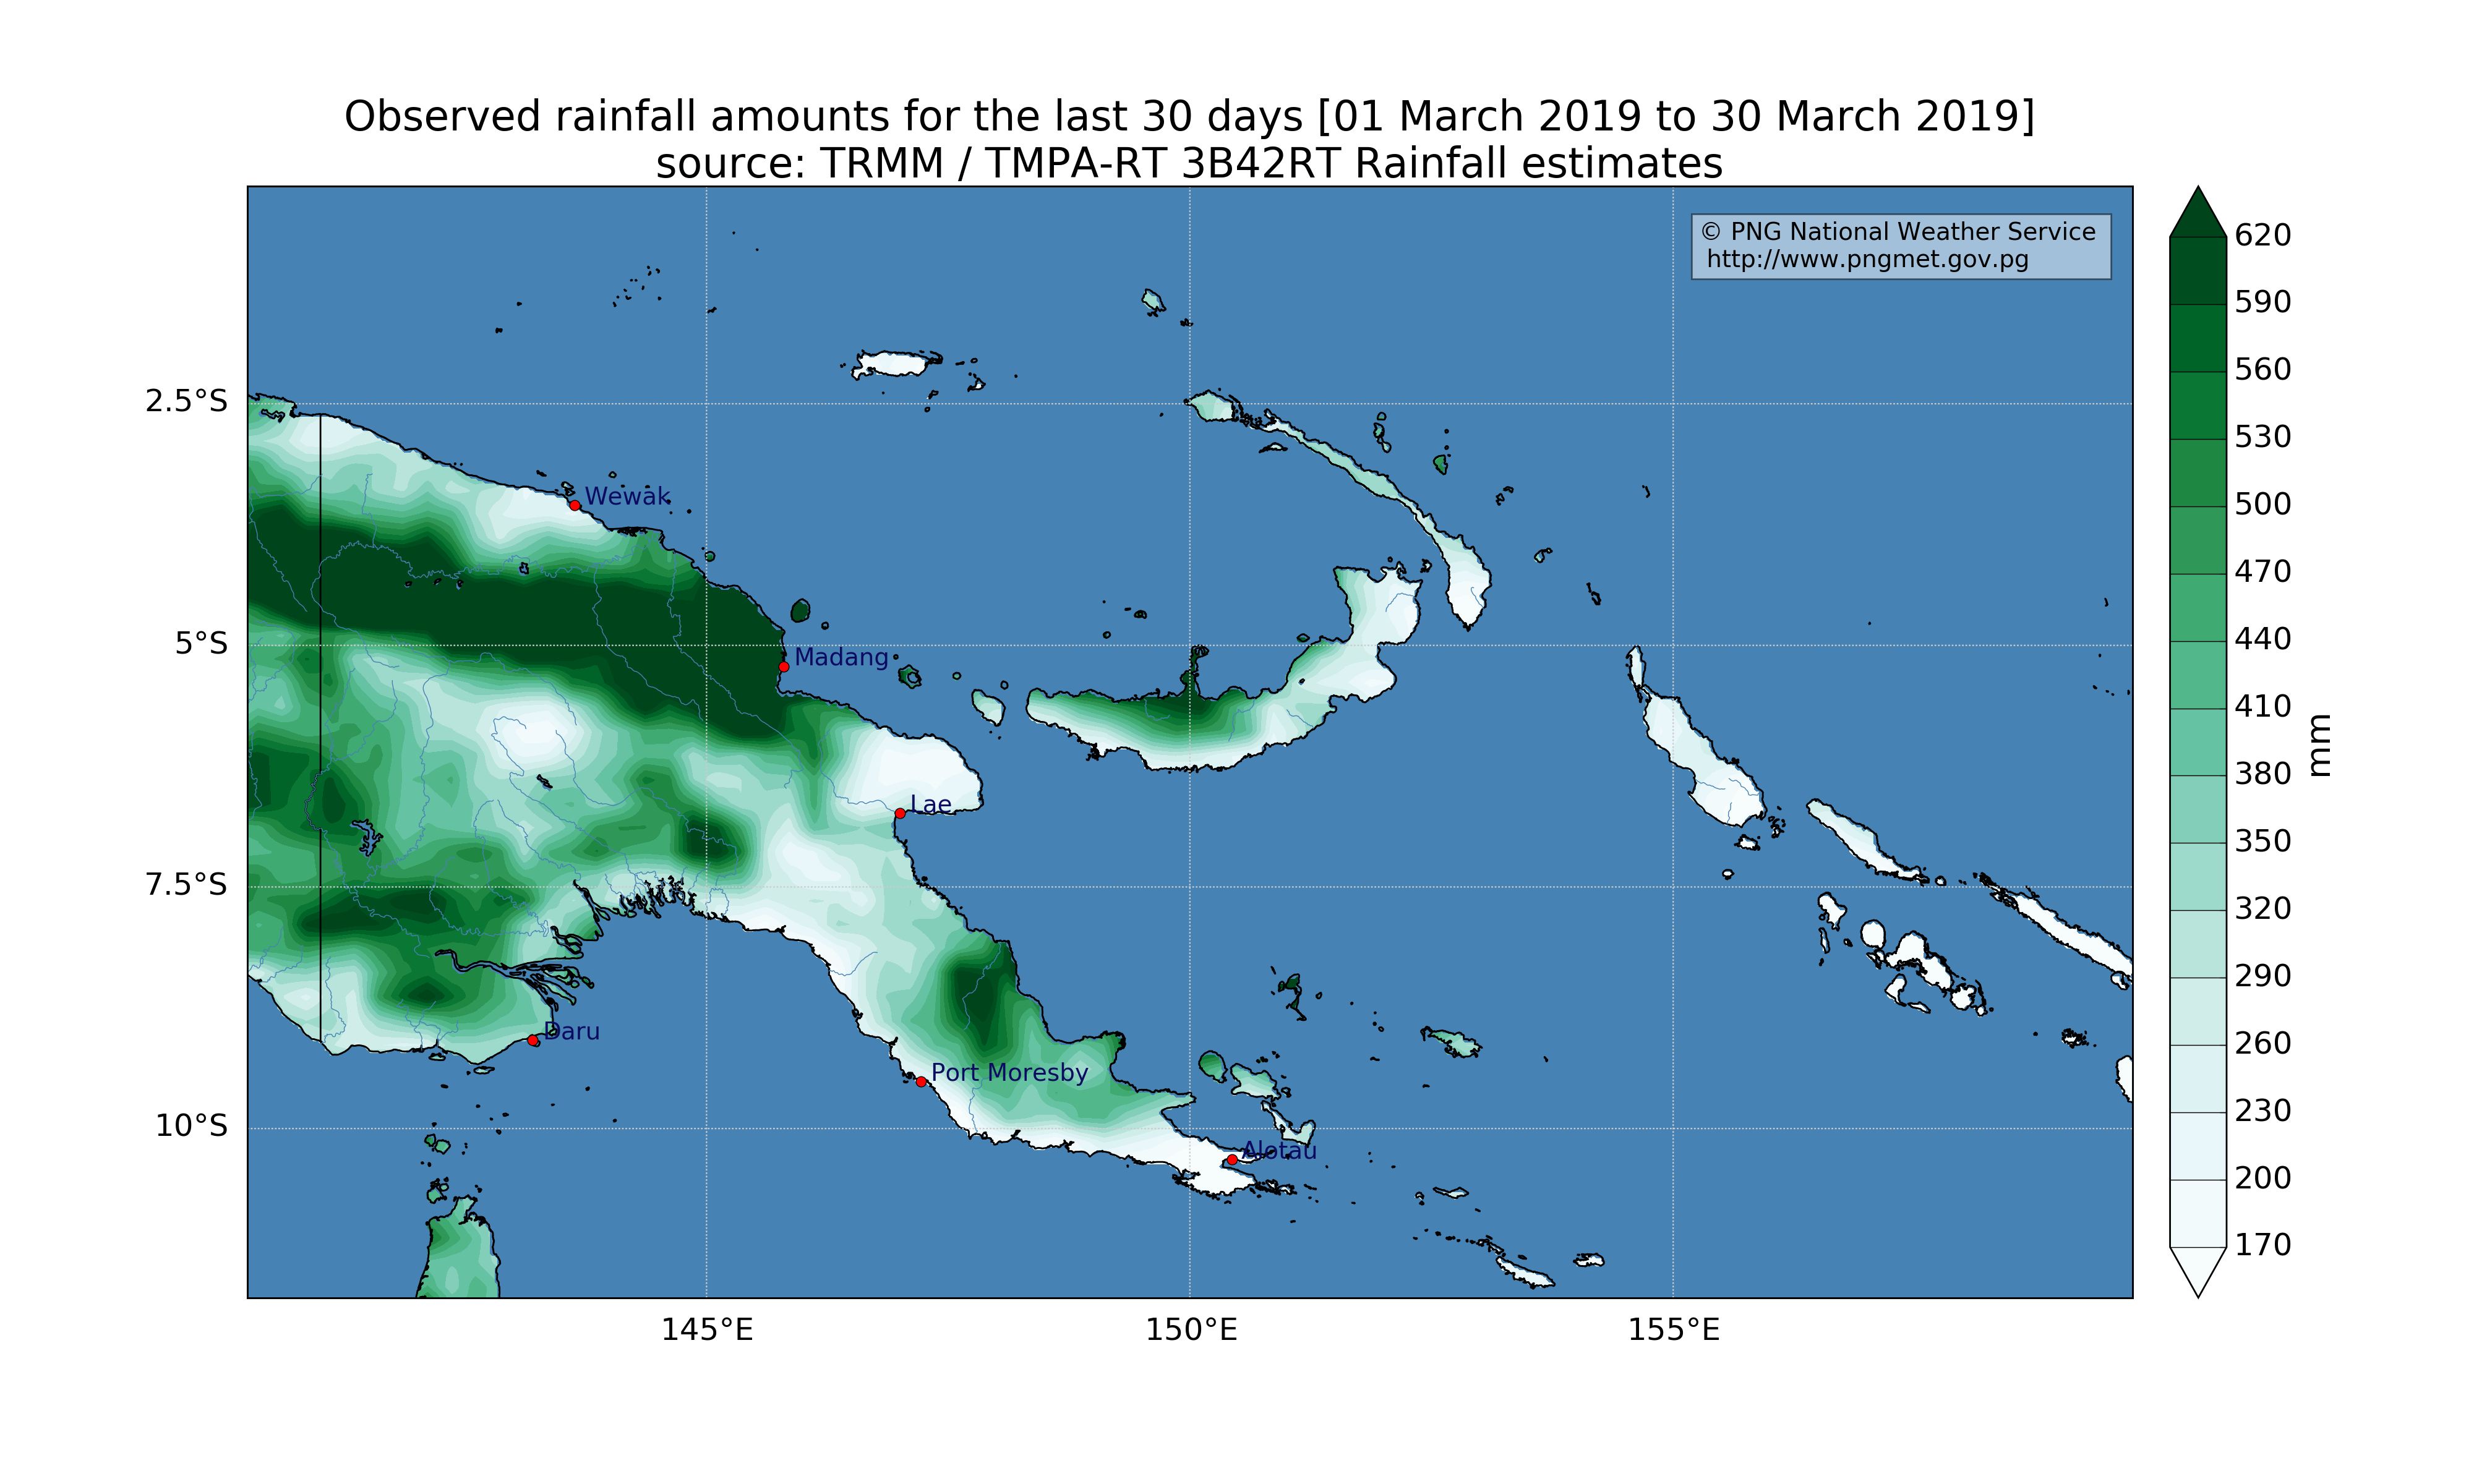 Observed rainfall amounts for the last 30 days [01 March 2019 to 30 March 2019]
source: TRMM / TMPA-RT 3B42RT Rainfall estimates
© PNG National Weather Service
http://www.pngmet.gov.pg
620
590
560
530
500
470
440
410
380
350
320
290
260
230
200
170
mm
2.5°S
5°S
7.5°S
10°S
Wewak
Madang
Lae
Daru
Port Moresby
Alotau
145°E
150°E
155°E